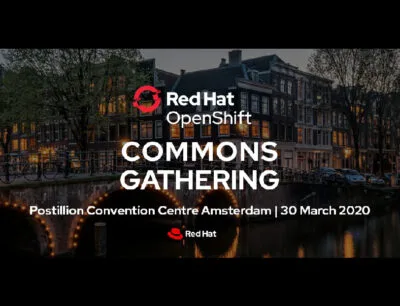 Red Hat
OpenShift
COMMONS
GATHERING
Postillion Convention Centre Amsterdam | 30 March 2020
Red Hat